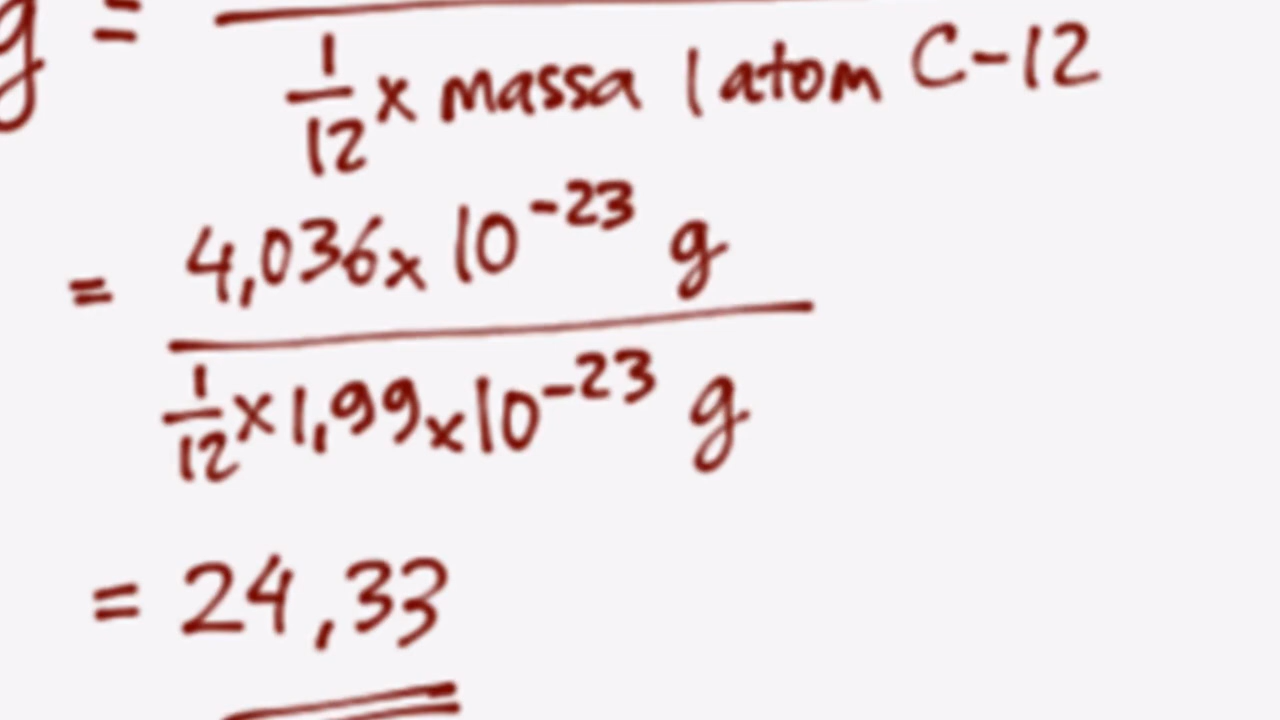 g =
1/12 x massa 1 atom C-12
= 4,036 x 10⁻²³ g
1/12 x 1,99 x 10⁻²³ g
= 24,33